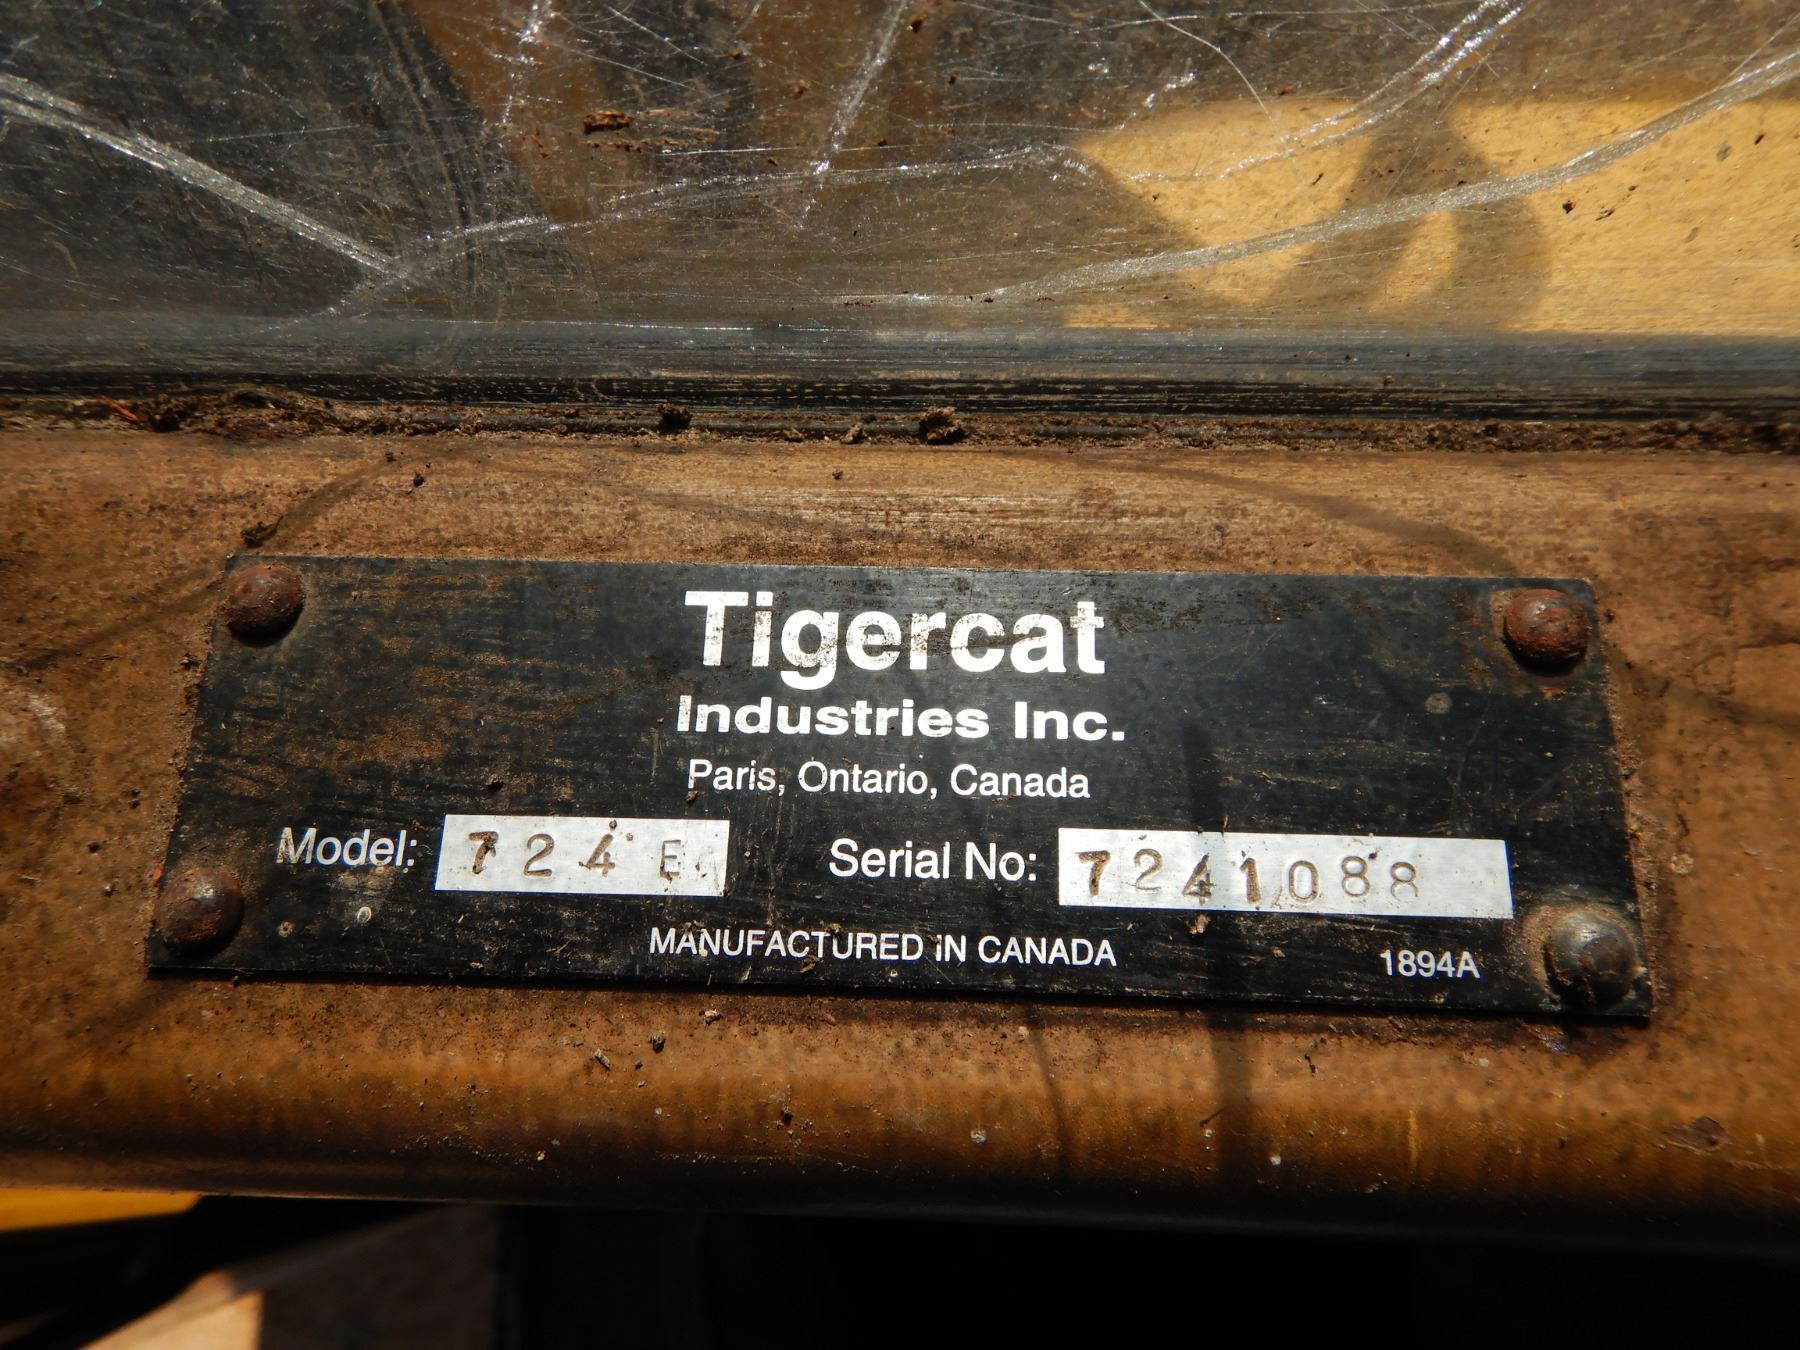 Tigercat
Industries Inc.
Paris, Ontario, Canada
Model: 724E Serial No: 7241088
MANUFACTURED IN CANADA 1894A